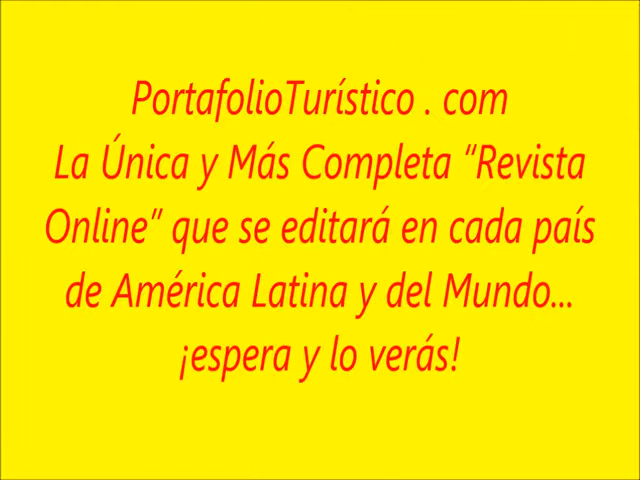 PortafolioTurístico . com
La Única y Más Completa “Revista
Online” que se editará en cada país
de América Latina y del Mundo...
¡espera y lo verás!